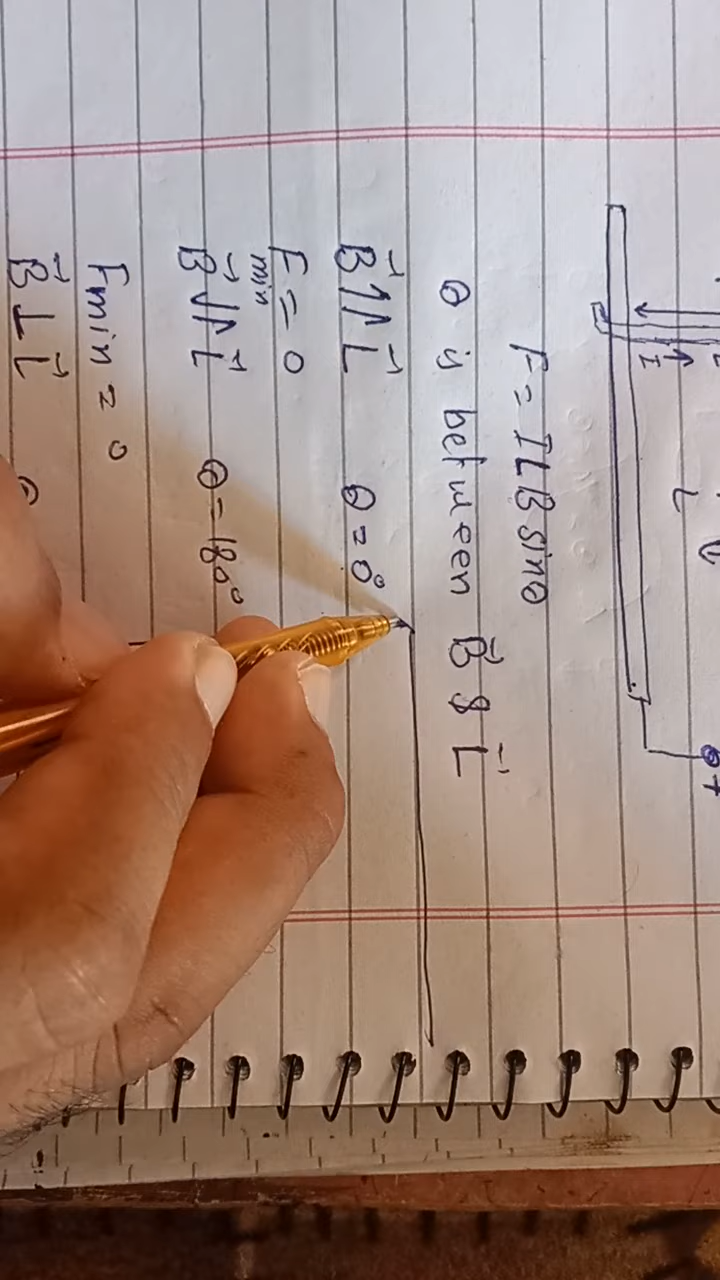 L
I
L
+
F = ILB sinθ
θ is between B⃗ & L⃗
B⃗ ↑↑ L⃗ θ = 0°
F = 0
min
B⃗ ↓↑ L⃗ θ = 180°
Fmin = 0
B⃗ ⊥ L⃗